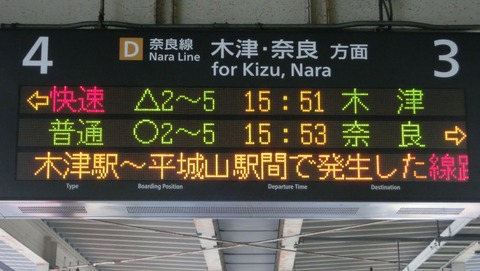 4 D 奈良線 Nara Line 木津・奈良 方面 for Kizu, Nara 3
快速 △2～5 15:51 木津
普通 ○2～5 15:53 奈良
木津駅～平城山駅間で発生した線路
Type Boarding Position Departure Time Destination